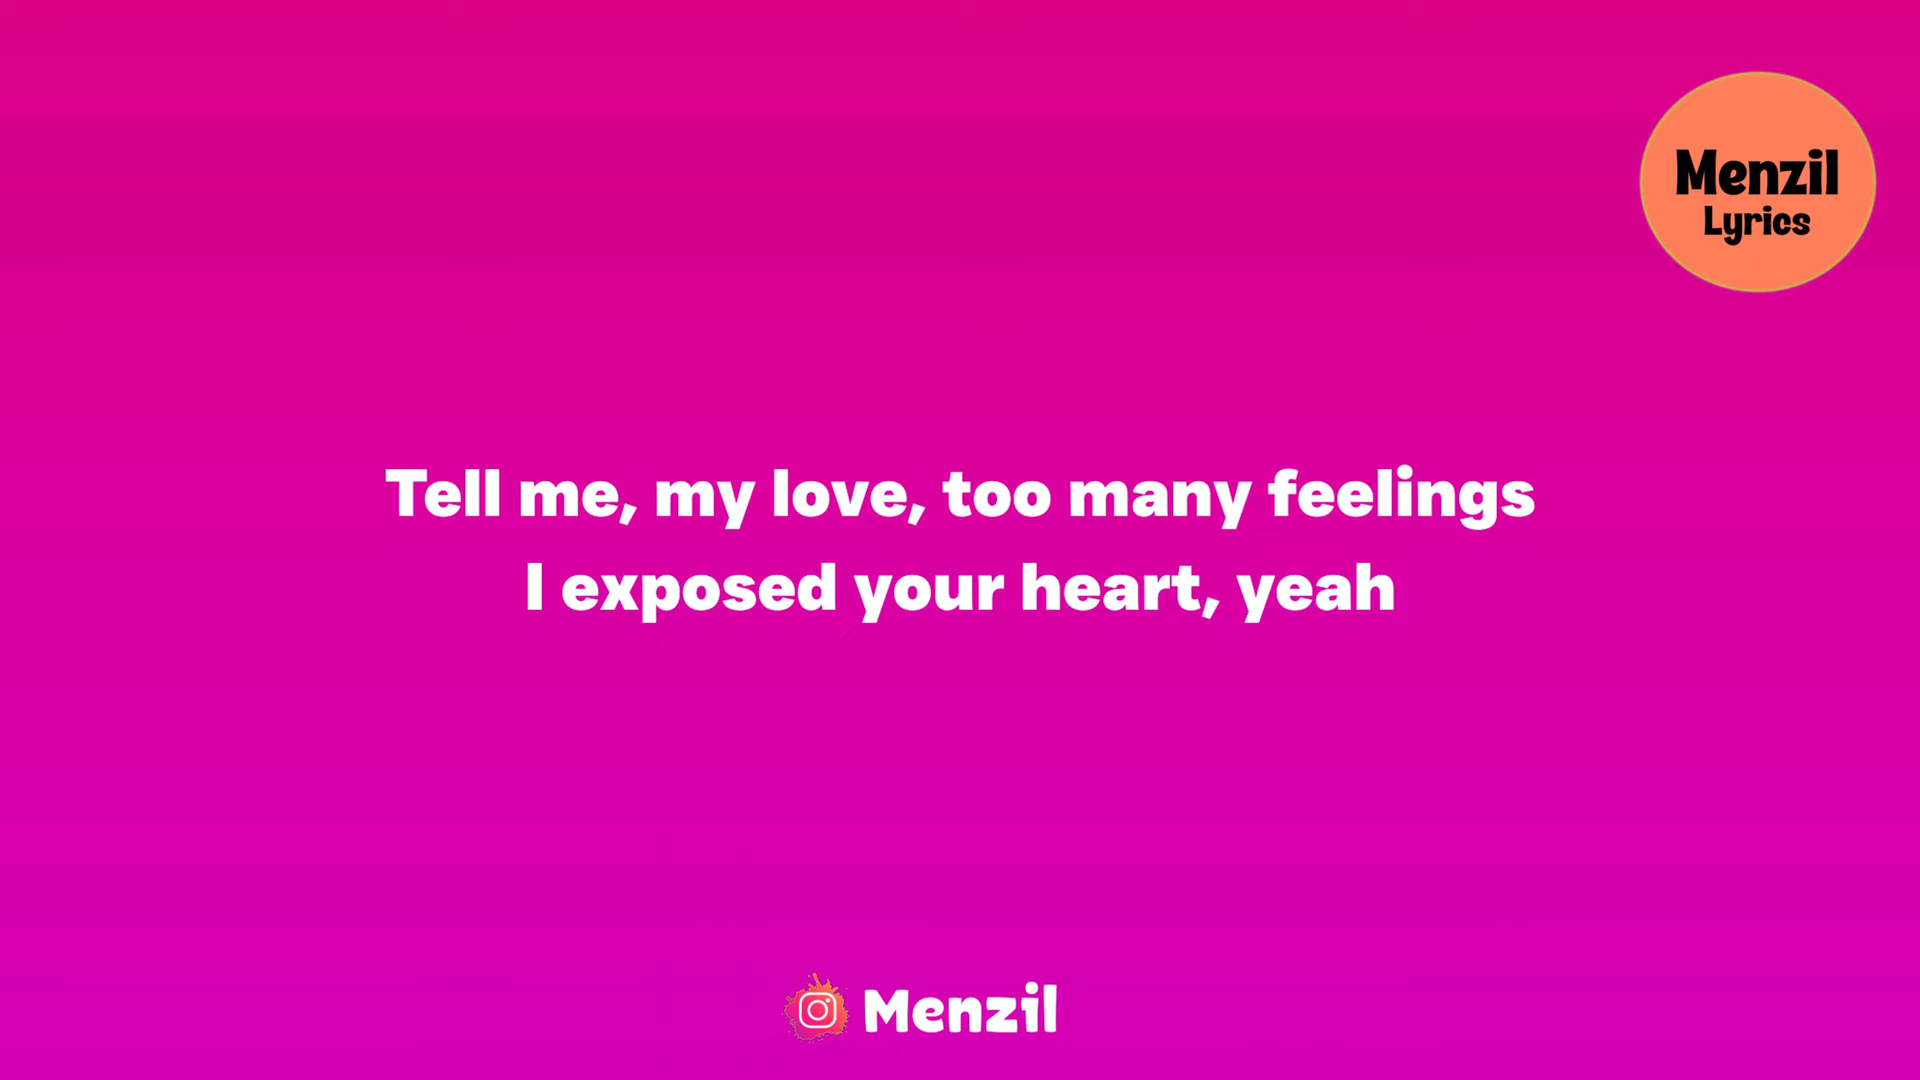 Menzil
Lyrics
Tell me, my love, too many feelings
I exposed your heart, yeah
Menzil